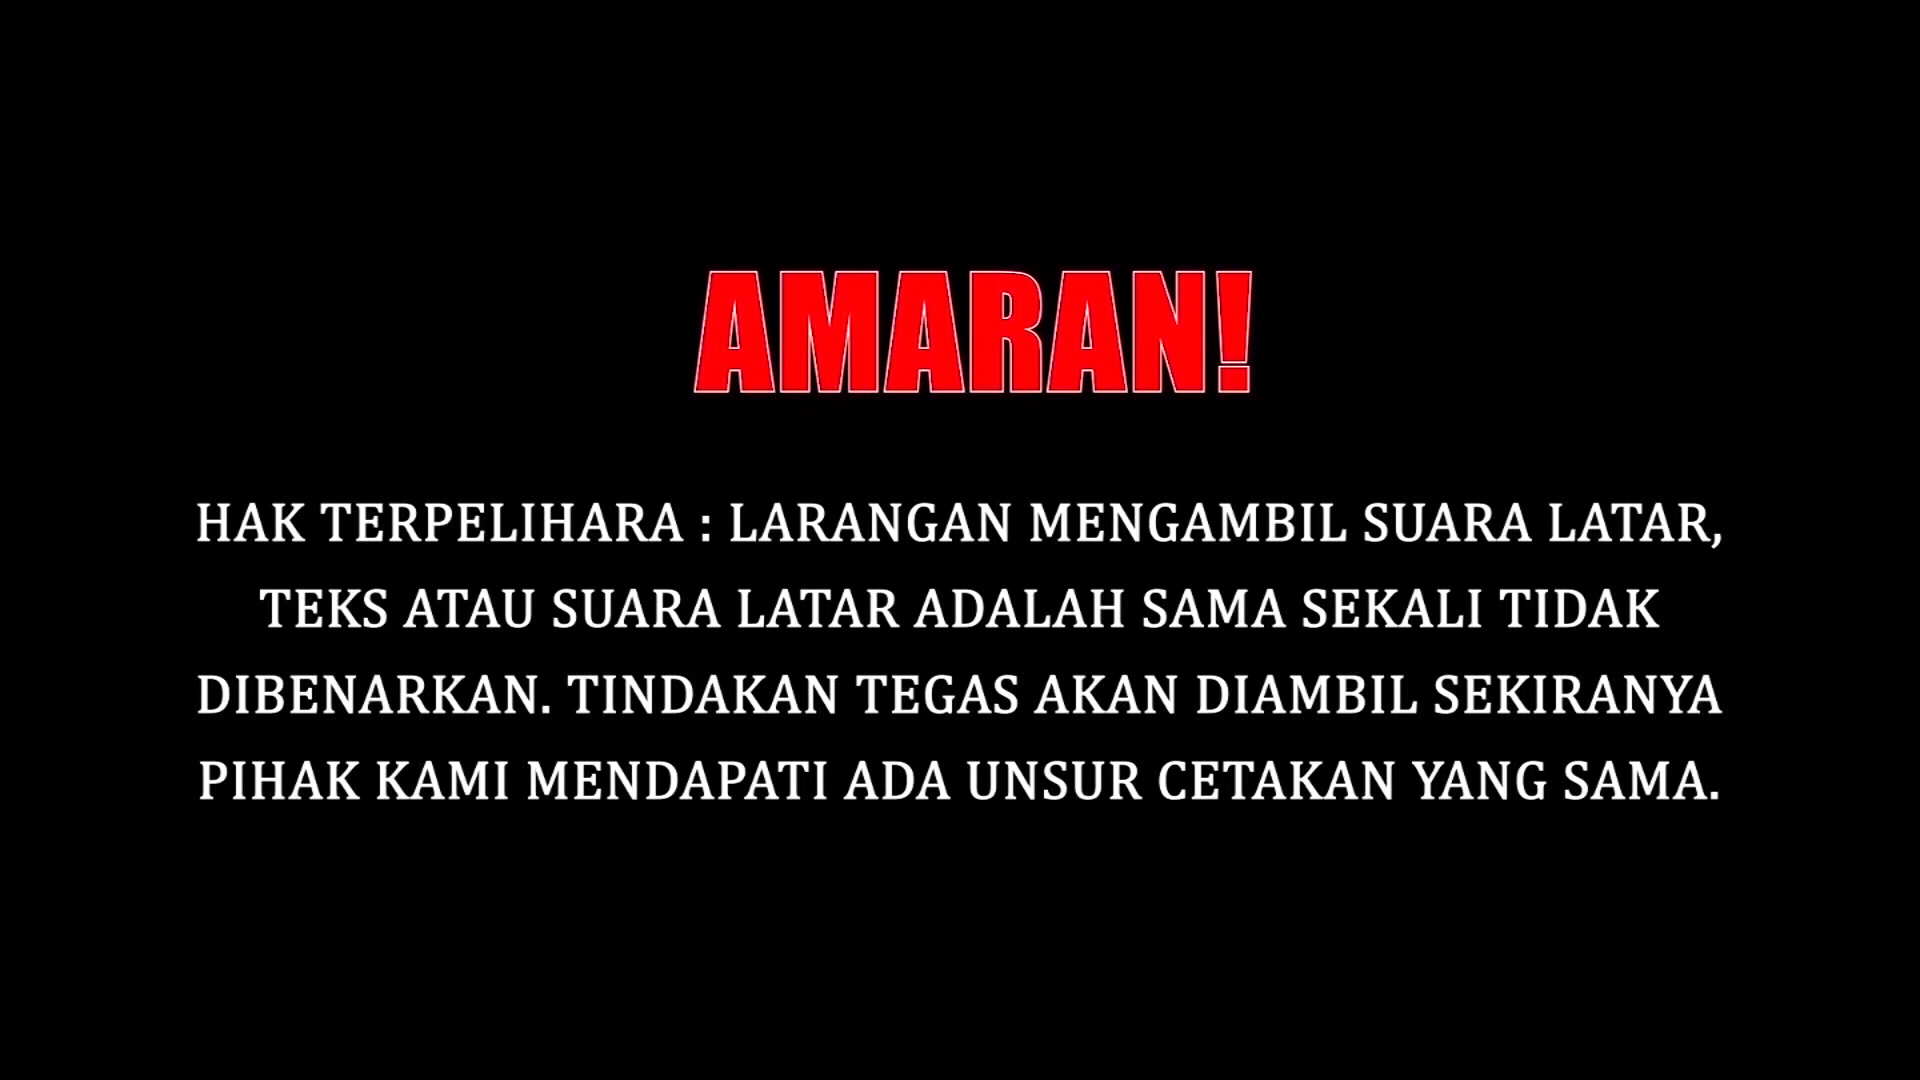 AMARAN!
HAK TERPELIHARA : LARANGAN MENGAMBIL SUARA LATAR,
TEKS ATAU SUARA LATAR ADALAH SAMA SEKALI TIDAK
DIBENARKAN. TINDAKAN TEGAS AKAN DIAMBIL SEKIRANYA
PIHAK KAMI MENDAPATI ADA UNSUR CETAKAN YANG SAMA.